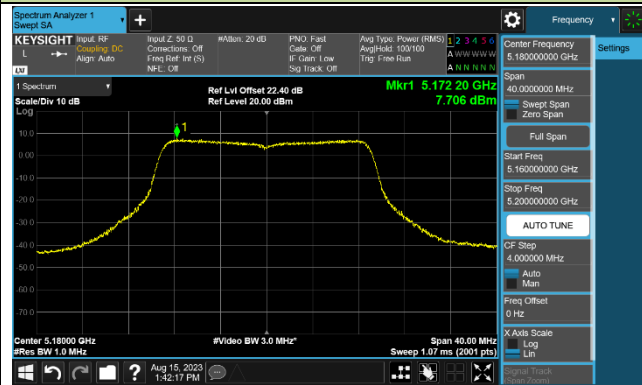 Spectrum Analyzer 1
Swept SA
Frequency
KEYSIGHT Input: RF Input Z: 50 Ω #Atten: 20 dB PNO: Fast Avg Type: Power (RMS) 1 2 3 4 5 6
L Coupling: DC Corrections: Off Gate: Off Avg|Hold: 100/100 A W W W W W
Align: Auto Freq Ref: Int (S) IF Gain: Low Trig: Free Run
LXI NFE: Off Sig Track: Off A N N N N N
1 Spectrum
Scale/Div 10 dB
Ref Lvl Offset 22.40 dB
Ref Level 20.00 dBm
Mkr1 5.172 20 GHz
7.706 dBm
Log
1
10.0
0.00
-10.0
-20.0
-30.0
-40.0
-50.0
-60.0
-70.0
Center 5.18000 GHz #Video BW 3.0 MHz* Span 40.00 MHz
#Res BW 1.0 MHz Sweep 1.07 ms (2001 pts)
Aug 15, 2023
1:42:17 PM
Center Frequency
5.180000000 GHz
Settings
Span
40.0000000 MHz
Swept Span
Zero Span
Full Span
Start Freq
5.160000000 GHz
Stop Freq
5.200000000 GHz
AUTO TUNE
CF Step
4.000000 MHz
Auto
Man
Freq Offset
0 Hz
X Axis Scale
Log
Lin
Signal Track
(Span Zoom)